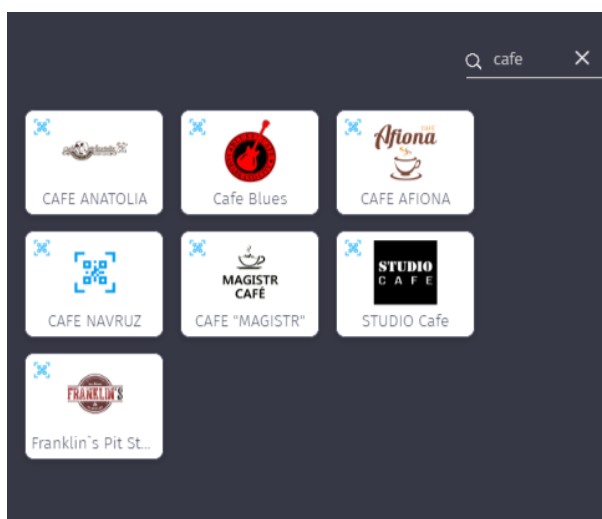 cafe
CAFE ANATOLIA
Cafe Blues
CAFE
Afiona
CAFE AFIONA
CAFE NAVRUZ
MAGISTR
CAFÉ
CAFE "MAGISTR"
STUDIO
CAFE
STUDIO Cafe
FRANKLIN'S
Franklin`s Pit St...